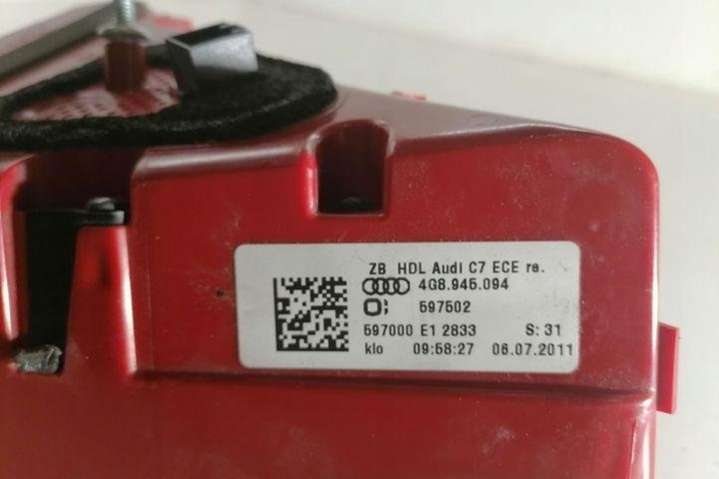 ZB HDL Audi C7 ECE re.
4G8.945.094
597502
597000 E1 2833 S: 31
klo 09:58:27 06.07.2011